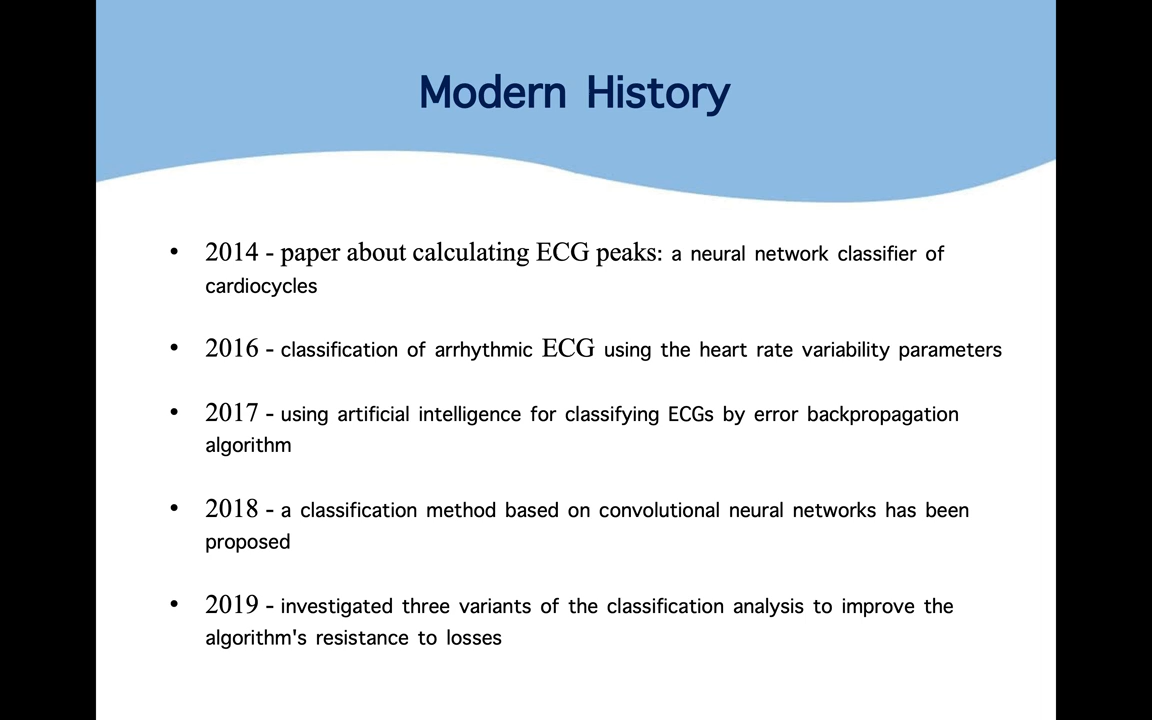 Modern History
• 2014 - paper about calculating ECG peaks: a neural network classifier of
cardiocycles
• 2016 - classification of arrhythmic ECG using the heart rate variability parameters
• 2017 - using artificial intelligence for classifying ECGs by error backpropagation
algorithm
• 2018 - a classification method based on convolutional neural networks has been
proposed
• 2019 - investigated three variants of the classification analysis to improve the
algorithm's resistance to losses